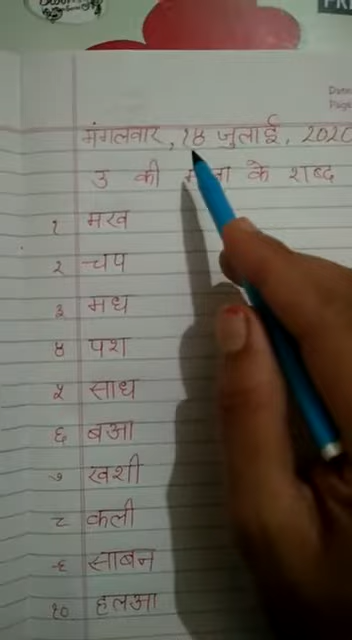 मंगलवार, १४ जुलाई, 2020
उ की मात्रा के शब्द
१ मख
२ चप
३ मध
४ पश
५ साध
६ बआ
७ खशी
८ कली
९ साबन
१० हलआ